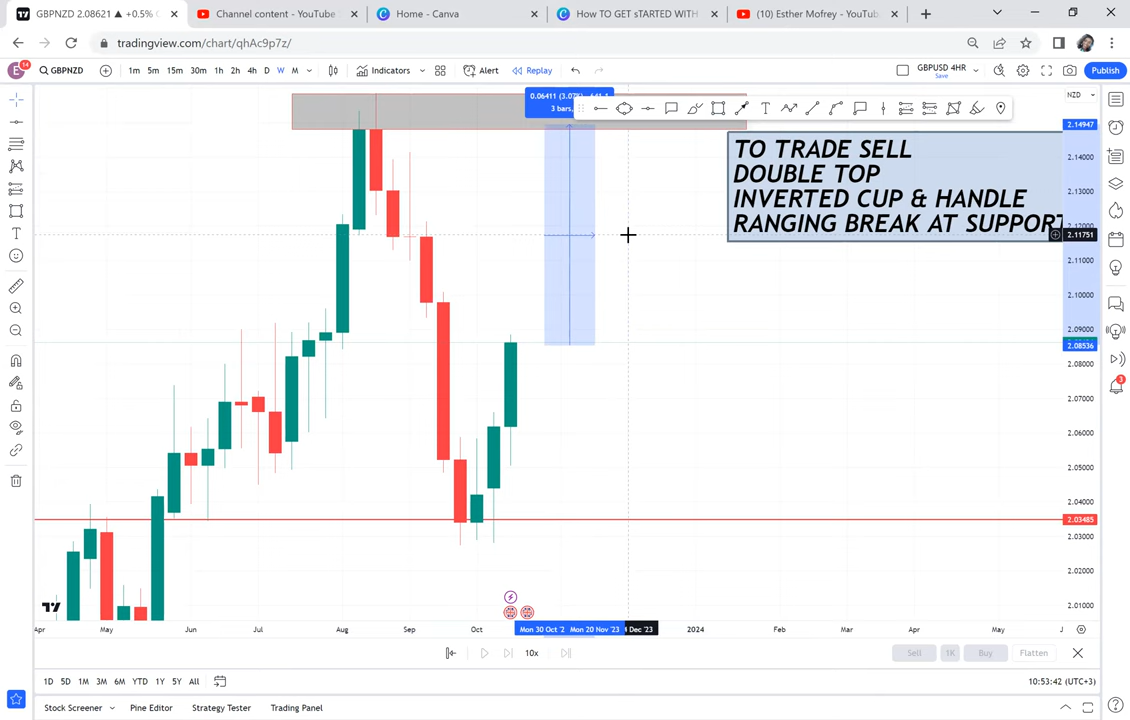 GBPNZD 2.08621 ▲ +0.5% C
Channel content - YouTube
Home - Canva
How TO GET sTARTED WITH
(10) Esther Mofrey - YouTub
tradingview.com/chart/qhAc9p7z/
E 14 GBPNZD 1m 5m 15m 30m 1h 2h 4h D W M Indicators Alert Replay GBPUSD 4HR Save Publish
NZD
0.06411 (3.07%)
3 bars,
TO TRADE SELL
DOUBLE TOP
INVERTED CUP & HANDLE
RANGING BREAK AT SUPPORT
2.14947
2.14000
2.13000
2.11751
2.11000
2.10000
2.09000
2.08536
2.08000
2.07000
2.06000
2.05000
2.04000
2.03485
2.03000
2.02000
2.01000
3
Apr May Jun Jul Aug Sep Oct Mon 30 Oct '2 Mon 20 Nov '23 Dec '23 2024 Feb Mar Apr May J
10x Sell 1K Buy Flatten
1D 5D 1M 3M 6M YTD 1Y 5Y All 10:53:42 (UTC+3)
Stock Screener Pine Editor Strategy Tester Trading Panel